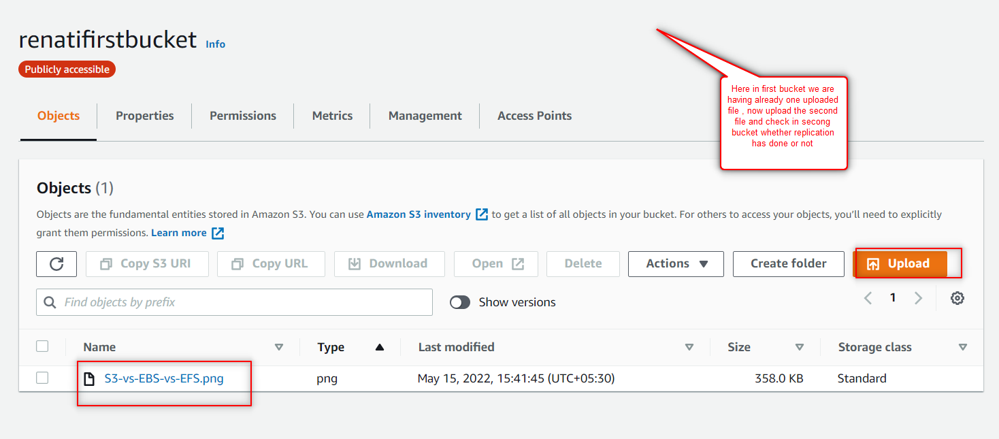 renatifirstbucket Info
Publicly accessible
Here in first bucket we are
having already one uploaded
file , now upload the second
file and check in secong
bucket whether replication
has done or not
Objects Properties Permissions Metrics Management Access Points
Objects (1)
Objects are the fundamental entities stored in Amazon S3. You can use Amazon S3 inventory to get a list of all objects in your bucket. For others to access your objects, you'll need to explicitly
grant them permissions. Learn more
Copy S3 URI Copy URL Download Open Delete Actions Create folder Upload
Find objects by prefix Show versions 1
Name Type Last modified Size Storage class
S3-vs-EBS-vs-EFS.png png May 15, 2022, 15:41:45 (UTC+05:30) 358.0 KB Standard